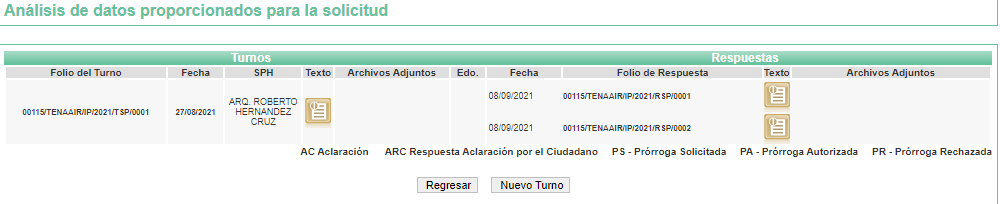 Análisis de datos proporcionados para la solicitud
Turnos Respuestas
Folio del Turno Fecha SPH Texto Archivos Adjuntos Edo. Fecha Folio de Respuesta Texto Archivos Adjuntos
00115/TENAAIR/IP/2021/TSP/0001 27/08/2021 ARQ. ROBERTO HERNANDEZ CRUZ
08/09/2021 00115/TENAAIR/IP/2021/RSP/0001
08/09/2021 00115/TENAAIR/IP/2021/RSP/0002
AC Aclaración ARC Respuesta Aclaración por el Ciudadano PS - Prórroga Solicitada PA - Prórroga Autorizada PR - Prórroga Rechazada
Regresar Nuevo Turno